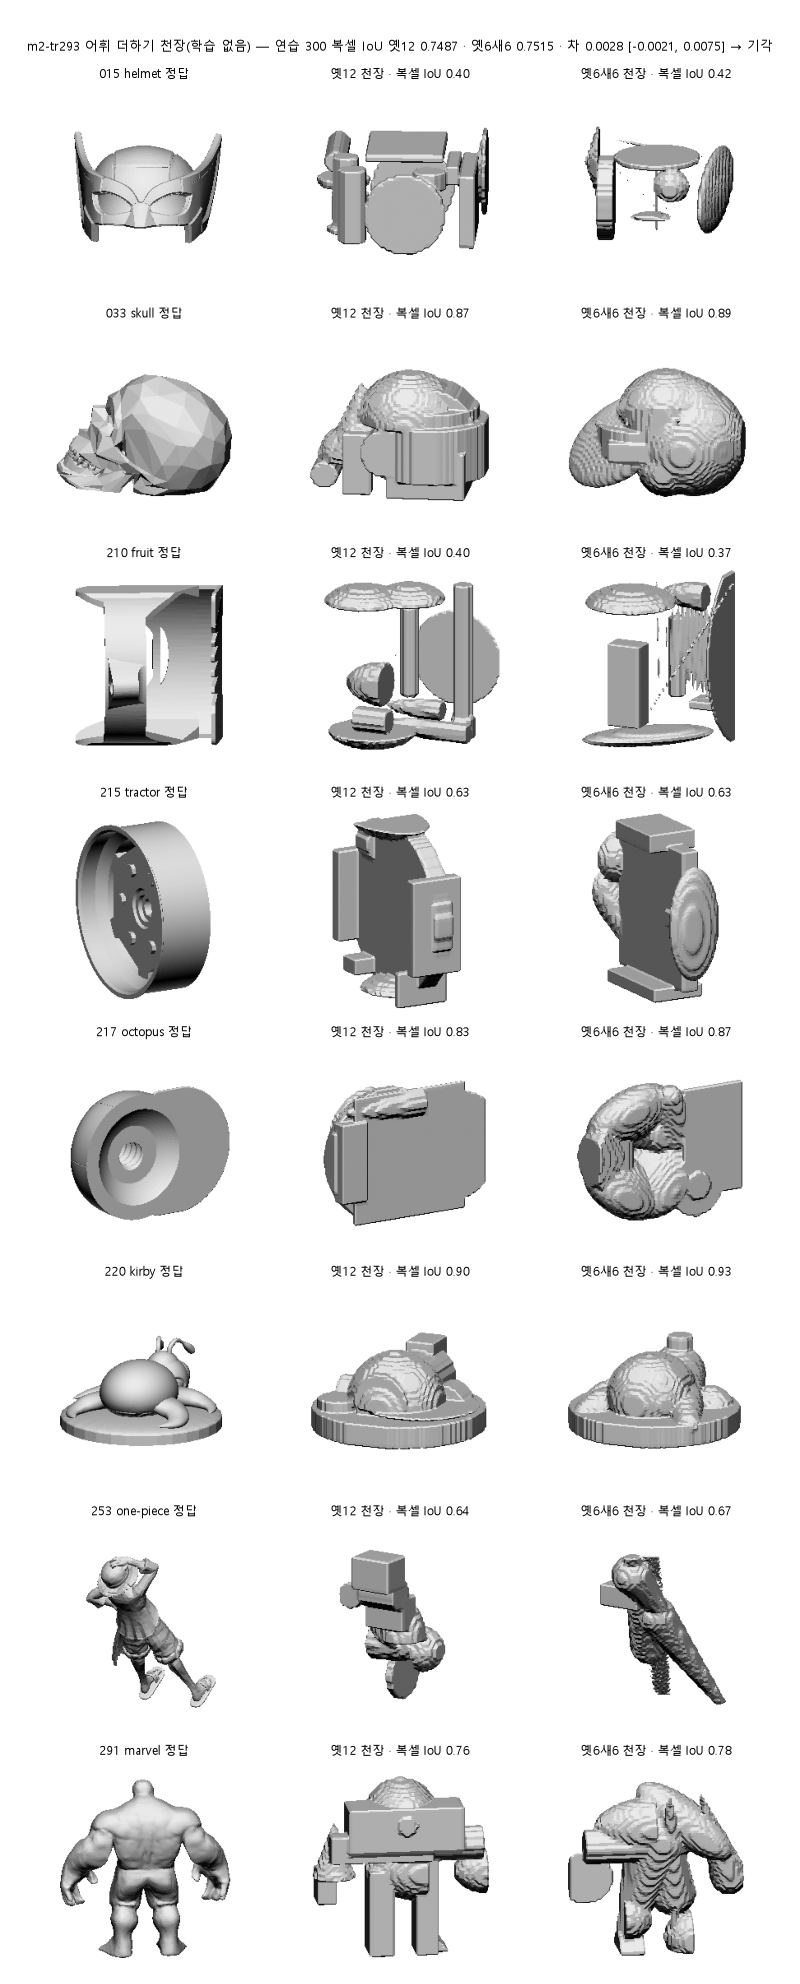 m2-tr293 어휘 더하기 천장(학습 없음) — 연습 300 복셀 IoU 옛12 0.7487 · 옛6새6 0.7515 · 차 0.0028 [-0.0021, 0.0075] → 기각
015 helmet 정답 옛12 천장 · 복셀 IoU 0.40 옛6새6 천장 · 복셀 IoU 0.42
033 skull 정답 옛12 천장 · 복셀 IoU 0.87 옛6새6 천장 · 복셀 IoU 0.89
210 fruit 정답 옛12 천장 · 복셀 IoU 0.40 옛6새6 천장 · 복셀 IoU 0.37
215 tractor 정답 옛12 천장 · 복셀 IoU 0.63 옛6새6 천장 · 복셀 IoU 0.63
217 octopus 정답 옛12 천장 · 복셀 IoU 0.83 옛6새6 천장 · 복셀 IoU 0.87
220 kirby 정답 옛12 천장 · 복셀 IoU 0.90 옛6새6 천장 · 복셀 IoU 0.93
253 one-piece 정답 옛12 천장 · 복셀 IoU 0.64 옛6새6 천장 · 복셀 IoU 0.67
291 marvel 정답 옛12 천장 · 복셀 IoU 0.76 옛6새6 천장 · 복셀 IoU 0.78